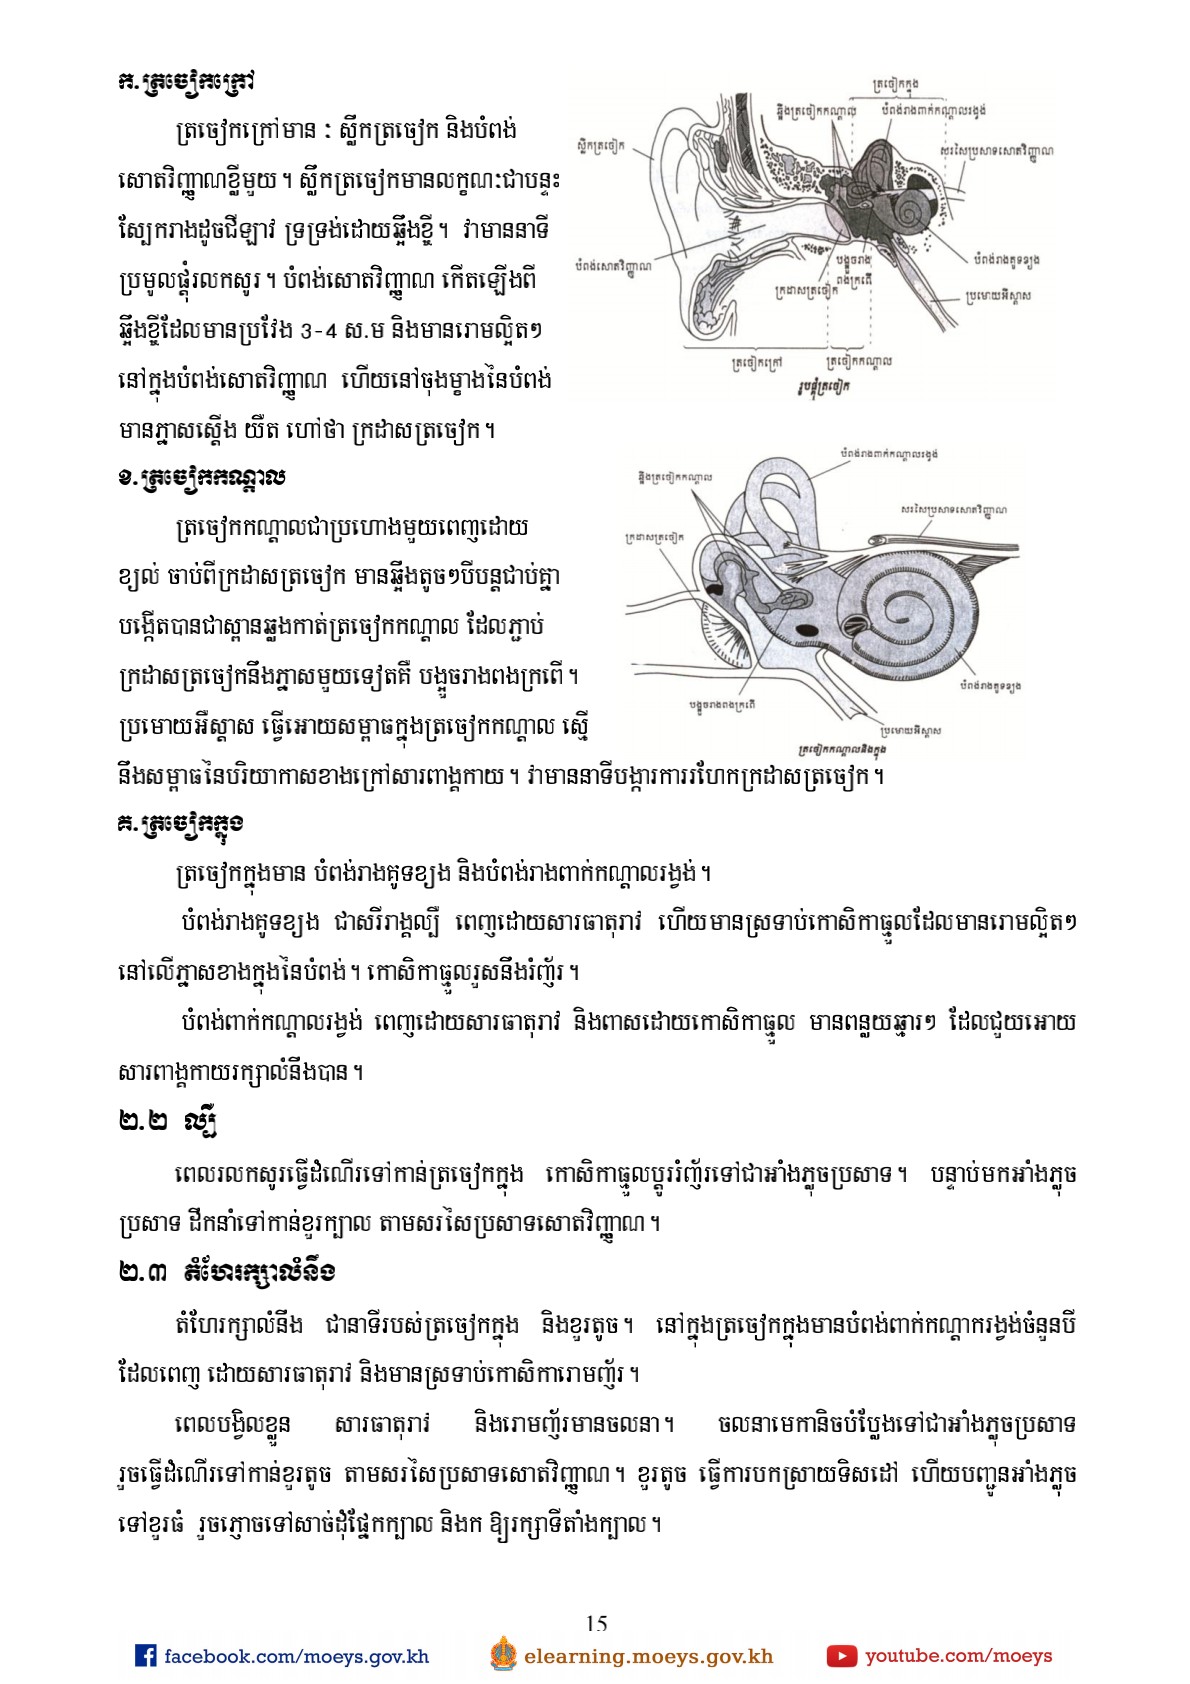 ក.ត្រចៀកក្រៅ
ត្រចៀកក្រៅមាន ៈ ស្លឹកត្រចៀក និងបំពង់
សោតវិញ្ញាណខ្លីមួយ។ ស្លឹកត្រចៀកមានលក្ខណៈជាបន្ទះ
ស្បែករាងដូចជីឡាវ ទ្រទ្រង់ដោយឆ្អឹងខ្ចី។ វាមាននាទី
ប្រមូលផ្តុំរលកសូរ។ បំពង់សោតវិញ្ញាណ កើតឡើងពី
ឆ្អឹងខ្ចីដែលមានប្រវែង 3-4 ស.ម និងមានរោមល្អិតៗ
នៅក្នុងបំពង់សោតវិញ្ញាណ ហើយនៅចុងម្ខាងនៃបំពង់
មានភ្នាសស្តើង យឺត ហៅថា ក្រដាសត្រចៀក។
ត្រចៀកក្នុង
ឆ្អឹងត្រចៀកកណ្តាល
បំពង់រាងពាក់កណ្តាលរង្វង់
ស្លឹកត្រចៀក
សរសៃប្រសាទសោតវិញ្ញាណ
បំពង់សោតវិញ្ញាណ
បង្អួចរាង
ពងក្រពើ
បំពង់រាងគូទខ្យង
ក្រដាសត្រចៀក
ប្រមោយអឺស្តាស
ត្រចៀកក្រៅ
ត្រចៀកកណ្តាល
រូបផ្គុំត្រចៀក
ខ.ត្រចៀកកណ្តាល
ត្រចៀកកណ្តាលជាប្រហោងមួយពេញដោយ
ខ្យល់ ចាប់ពីក្រដាសត្រចៀក មានឆ្អឹងតូចៗបីបន្តជាប់គ្នា
បង្កើតបានជាស្ពានឆ្លងកាត់ត្រចៀកកណ្តាល ដែលភ្ជាប់
ក្រដាសត្រចៀកនឹងភ្នាសមួយទៀតគឺ បង្អួចរាងពងក្រពើ។
ប្រមោយអឺស្តាស ធ្វើអោយសម្ពាធក្នុងត្រចៀកកណ្តាល ស្មើ
នឹងសម្ពាធនៃបរិយាកាសខាងក្រៅសារពាង្គកាយ។ វាមាននាទីបង្ការការរហែកក្រដាសត្រចៀក។
បំពង់រាងពាក់កណ្តាលរង្វង់
ឆ្អឹងត្រចៀកកណ្តាល
សរសៃប្រសាទសោតវិញ្ញាណ
ក្រដាសត្រចៀក
បំពង់រាងគូទខ្យង
បង្អួចរាងពងក្រពើ
ប្រមោយអឺស្តាស
ត្រចៀកកណ្តាលនិងក្នុង
គ.ត្រចៀកក្នុង
ត្រចៀកក្នុងមាន បំពង់រាងគូទខ្យង និងបំពង់រាងពាក់កណ្តាលរង្វង់។
បំពង់រាងគូទខ្យង ជាសរីរាង្គល្បឺ ពេញដោយសារធាតុរាវ ហើយមានស្រទាប់កោសិកាធ្មួលដែលមានរោមល្អិតៗ
នៅលើភ្នាសខាងក្នុងនៃបំពង់។ កោសិកាធ្មួលរួសនឹងរំញ័រ។
បំពង់ពាក់កណ្តាលរង្វង់ ពេញដោយសារធាតុរាវ និងពាសដោយកោសិកាធ្មួល មានពន្លួយឆ្មារៗ ដែលជួយអោយ
សារពាង្គកាយរក្សាលំនឹងបាន។
២.២ ល្បឺ
ពេលរលកសូរធ្វើដំណើរទៅកាន់ត្រចៀកក្នុង កោសិកាធ្មួលប្តូររំញ័រទៅជាអាំងភ្លុចប្រសាទ។ បន្ទាប់មកអាំងភ្លុច
ប្រសាទ ដឹកនាំទៅកាន់ខួរក្បាល តាមសរសៃប្រសាទសោតវិញ្ញាណ។
២.៣ តំហែរក្សាលំនឹង
តំហែរក្សាលំនឹង ជានាទីរបស់ត្រចៀកក្នុង និងខួរតូច។ នៅក្នុងត្រចៀកក្នុងមានបំពង់ពាក់កណ្តាករង្វង់ចំនួនបី
ដែលពេញ ដោយសារធាតុរាវ និងមានស្រទាប់កោសិការោមញ័រ។
ពេលបង្វិលខ្លួន សារធាតុរាវ និងរោមញ័រមានចលនា។ ចលនាមេកានិចបំប្លែងទៅជាអាំងភ្លុចប្រសាទ
រួចធ្វើដំណើរទៅកាន់ខួរតូច តាមសរសៃប្រសាទសោតវិញ្ញាណ។ ខួរតូច ធ្វើការបកស្រាយទិសដៅ ហើយបញ្ជូនអាំងភ្លុច
ទៅខួរធំ រួចភ្ញោចទៅសាច់ដុំផ្នែកក្បាល និងក ឱ្យរក្សាទីតាំងក្បាល។
15
facebook.com/moeys.gov.kh
elearning.moeys.gov.kh
youtube.com/moeys